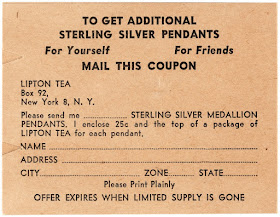 TO GET ADDITIONAL
STERLING SILVER PENDANTS
For Yourself For Friends
MAIL THIS COUPON
LIPTON TEA
Box 92,
New York 8, N. Y.
Please send me ............ STERLING SILVER MEDALLION
PENDANTS. I enclose 25c and the top of a package of
LIPTON TEA for each pendant.
NAME
ADDRESS
CITY ZONE STATE
Please Print Plainly
OFFER EXPIRES WHEN LIMITED SUPPLY IS GONE